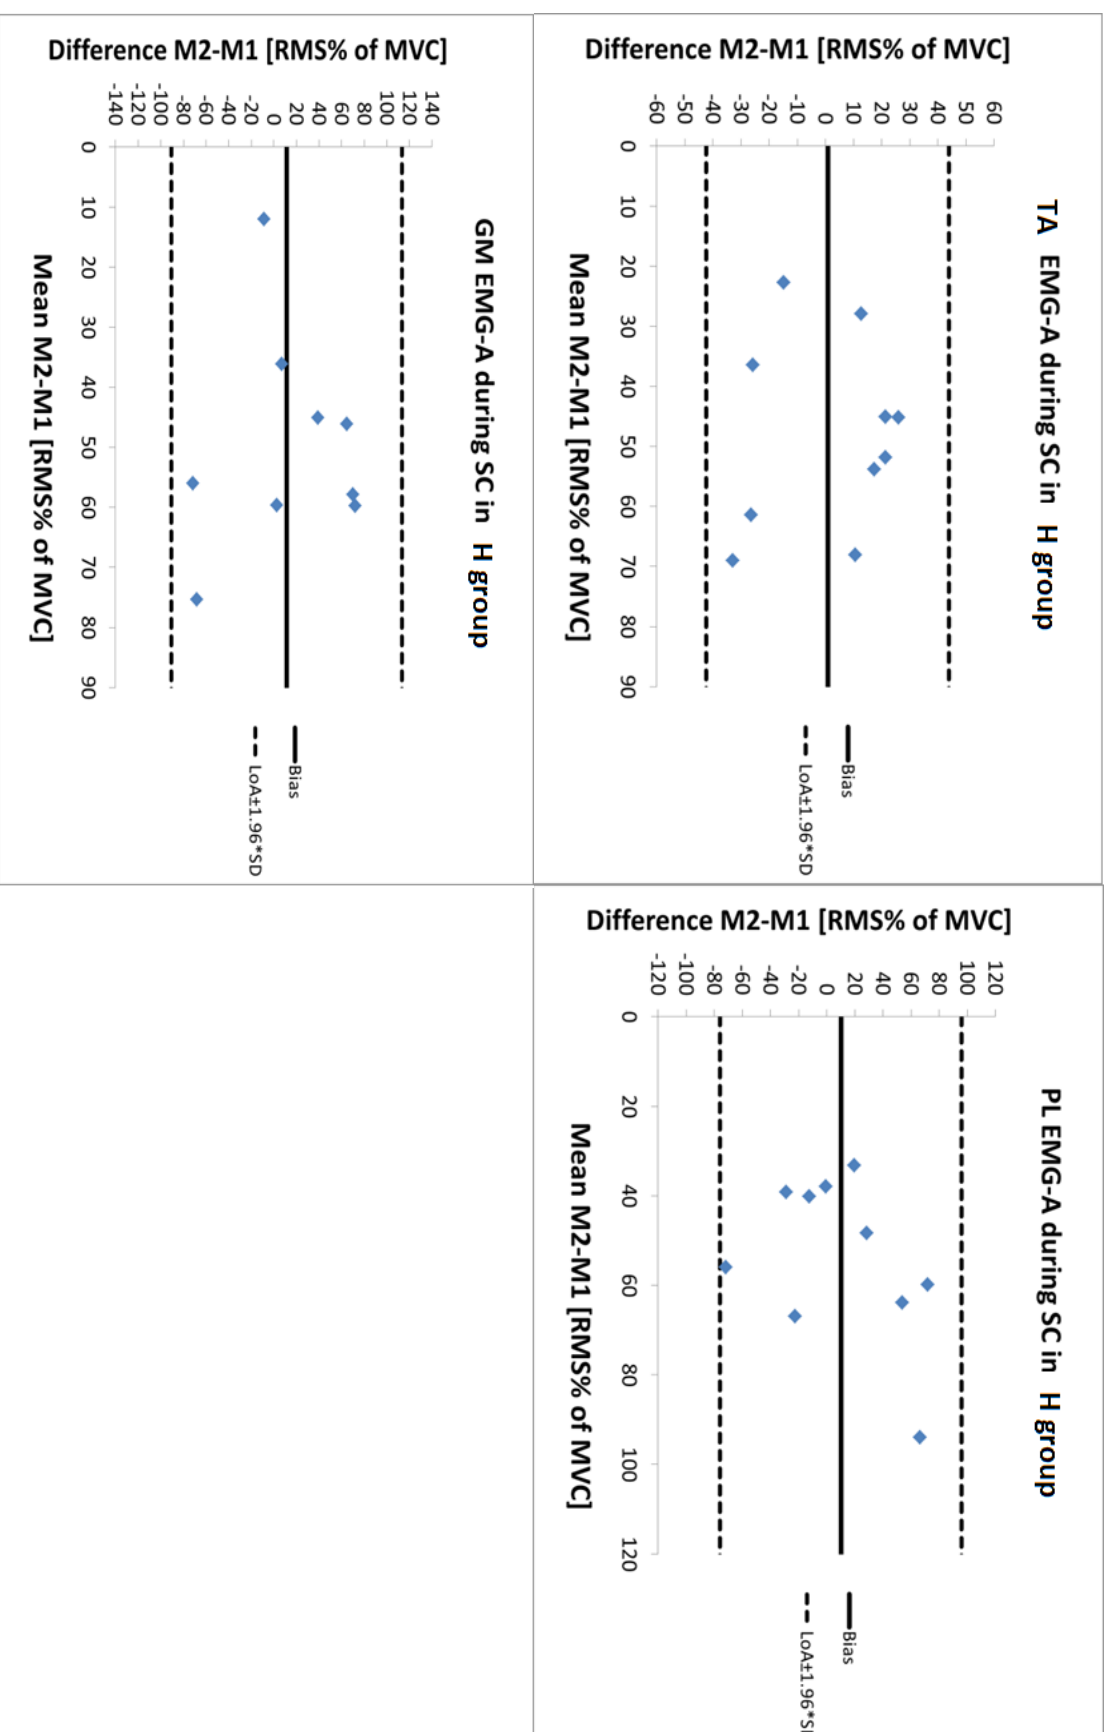 TA EMG-A during SC in H group
Difference M2-M1 [RMS% of MVC]
60
50
40
30
20
10
0
-10
-20
-30
-40
-50
-60
0 10 20 30 40 50 60 70 80 90
Mean M2-M1 [RMS% of MVC]
Bias
LoA±1.96*SD
PL EMG-A during SC in H group
Difference M2-M1 [RMS% of MVC]
120
100
80
60
40
20
0
-20
-40
-60
-80
-100
-120
0 20 40 60 80 100 120
Mean M2-M1 [RMS% of MVC]
Bias
LoA±1.96*SD
GM EMG-A during SC in H group
Difference M2-M1 [RMS% of MVC]
140
120
100
80
60
40
20
0
-20
-40
-60
-80
-100
-120
-140
0 10 20 30 40 50 60 70 80 90
Mean M2-M1 [RMS% of MVC]
Bias
LoA±1.96*SD